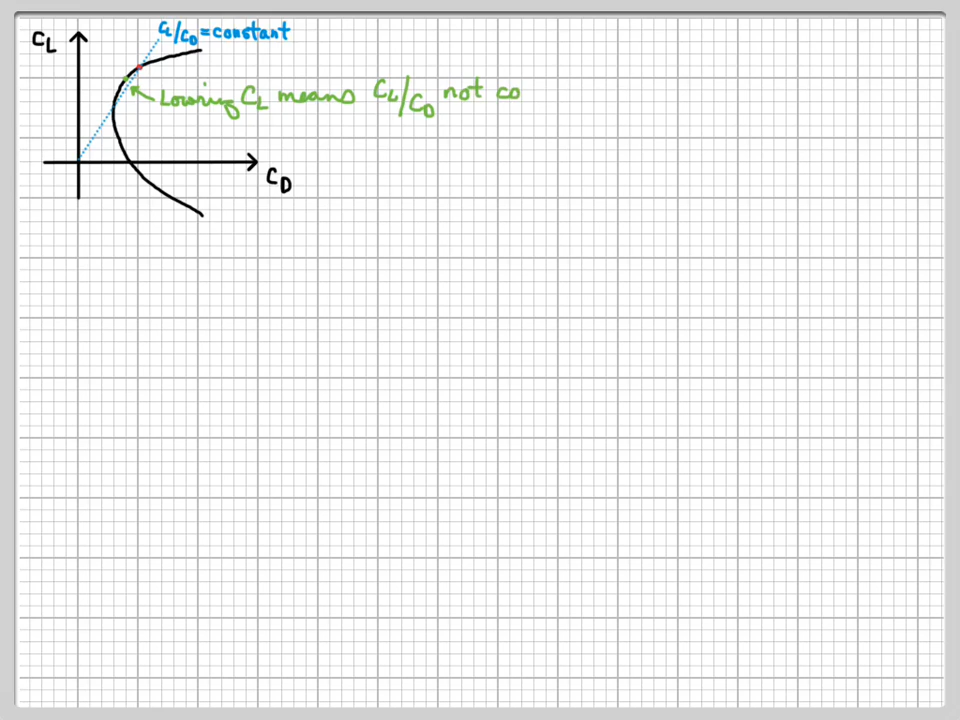 CL/CD = constant
CL
Lowering CL means CL/CD not co
CD